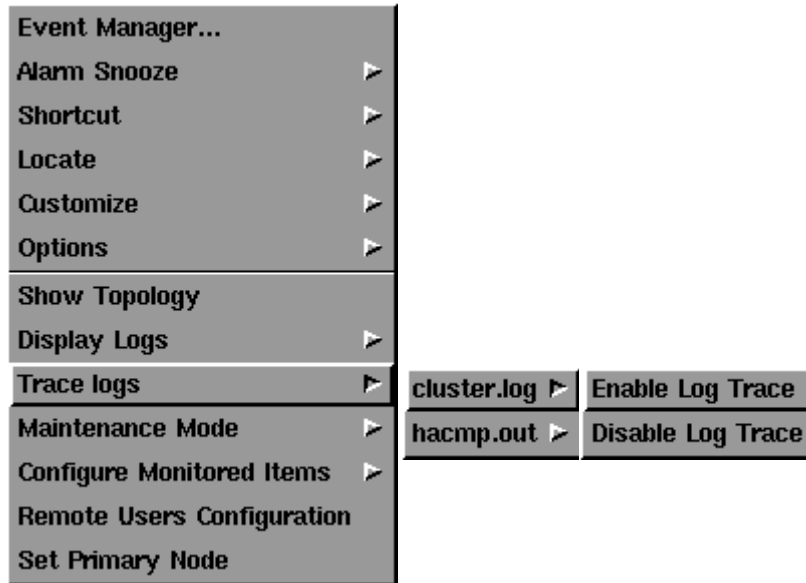 Event Manager...
Alarm Snooze
Shortcut
Locate
Customize
Options
Show Topology
Display Logs
Trace logs
cluster.log
Enable Log Trace
Maintenance Mode
hacmp.out
Disable Log Trace
Configure Monitored Items
Remote Users Configuration
Set Primary Node